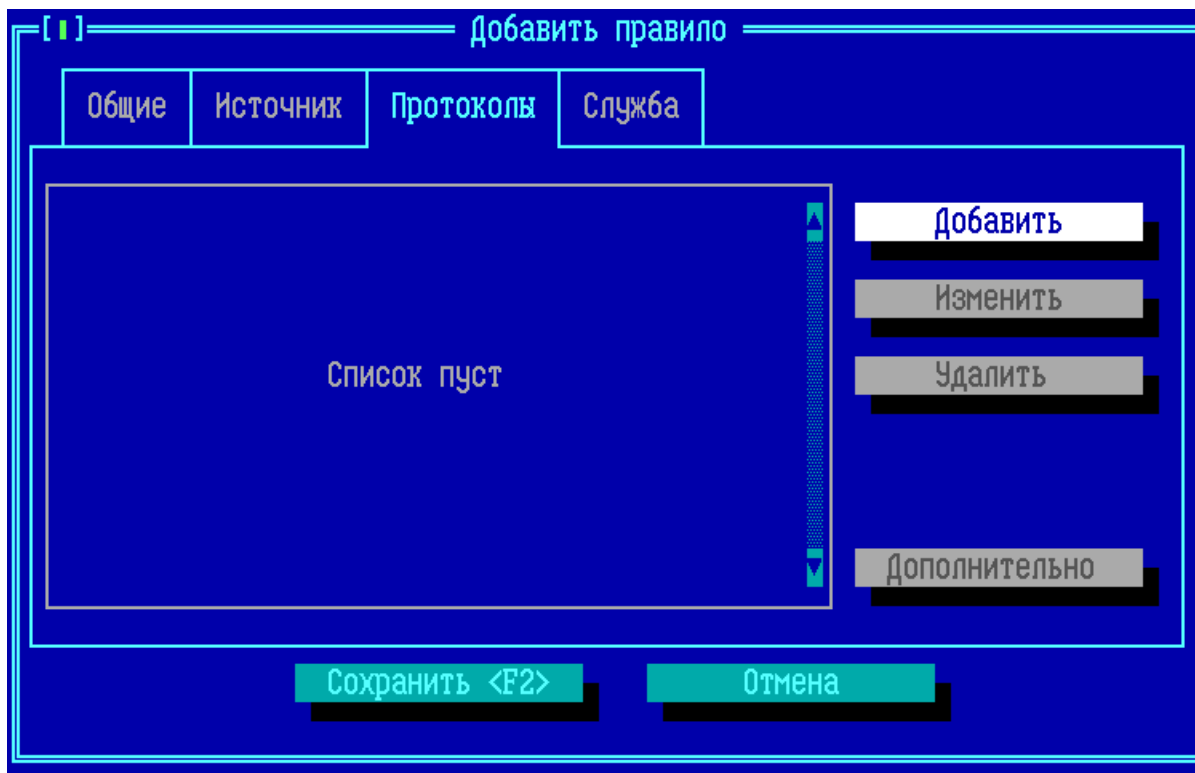 Добавить правило
Общие Источник Протоколы Служба
Добавить
Изменить
Список пуст
Удалить
Дополнительно
Сохранить <F2> Отмена